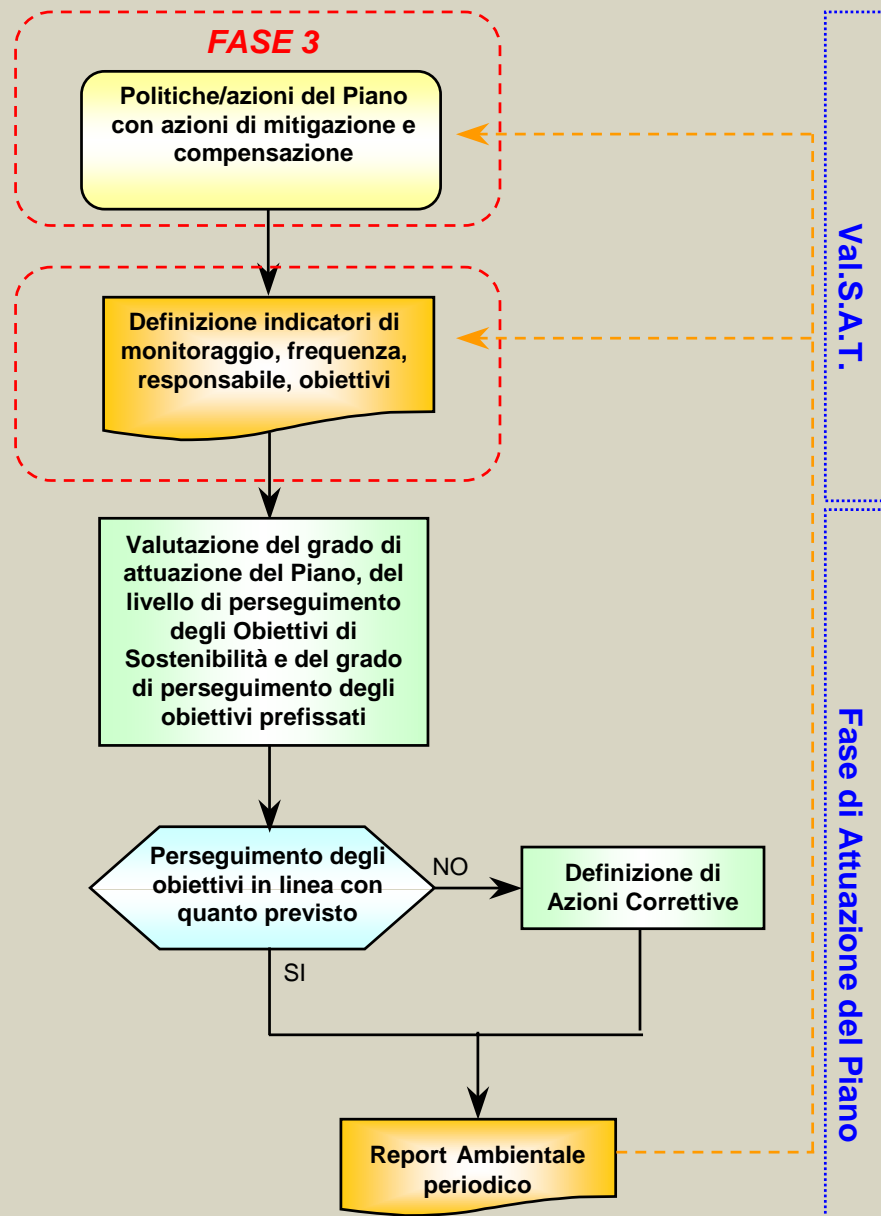 FASE 3
Politiche/azioni del Piano
con azioni di mitigazione e
compensazione
Definizione indicatori di
monitoraggio, frequenza,
responsabile, obiettivi
Valutazione del grado di
attuazione del Piano, del
livello di perseguimento
degli Obiettivi di
Sostenibilità e del grado
di perseguimento degli
obiettivi prefissati
Perseguimento degli
obiettivi in linea con
quanto previsto
NO
Definizione di
Azioni Correttive
SI
Report Ambientale
periodico
Val.S.A.T.
Fase di Attuazione del Piano